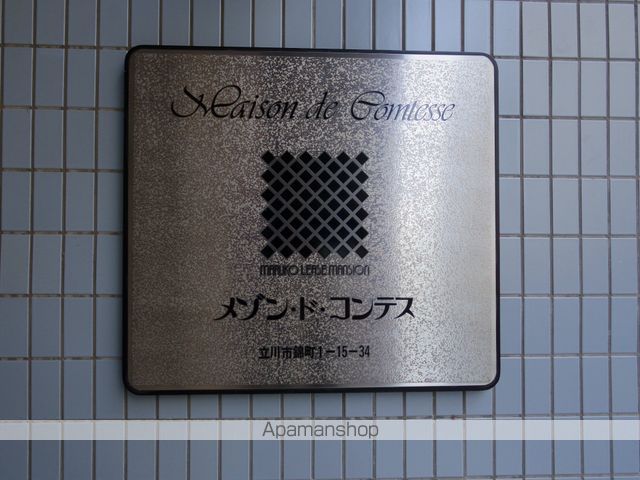 Maison de Comtesse
MARUKO LEASE MANSION
メゾン・ド・コンテス
立川市錦町1-15-34
Apamanshop